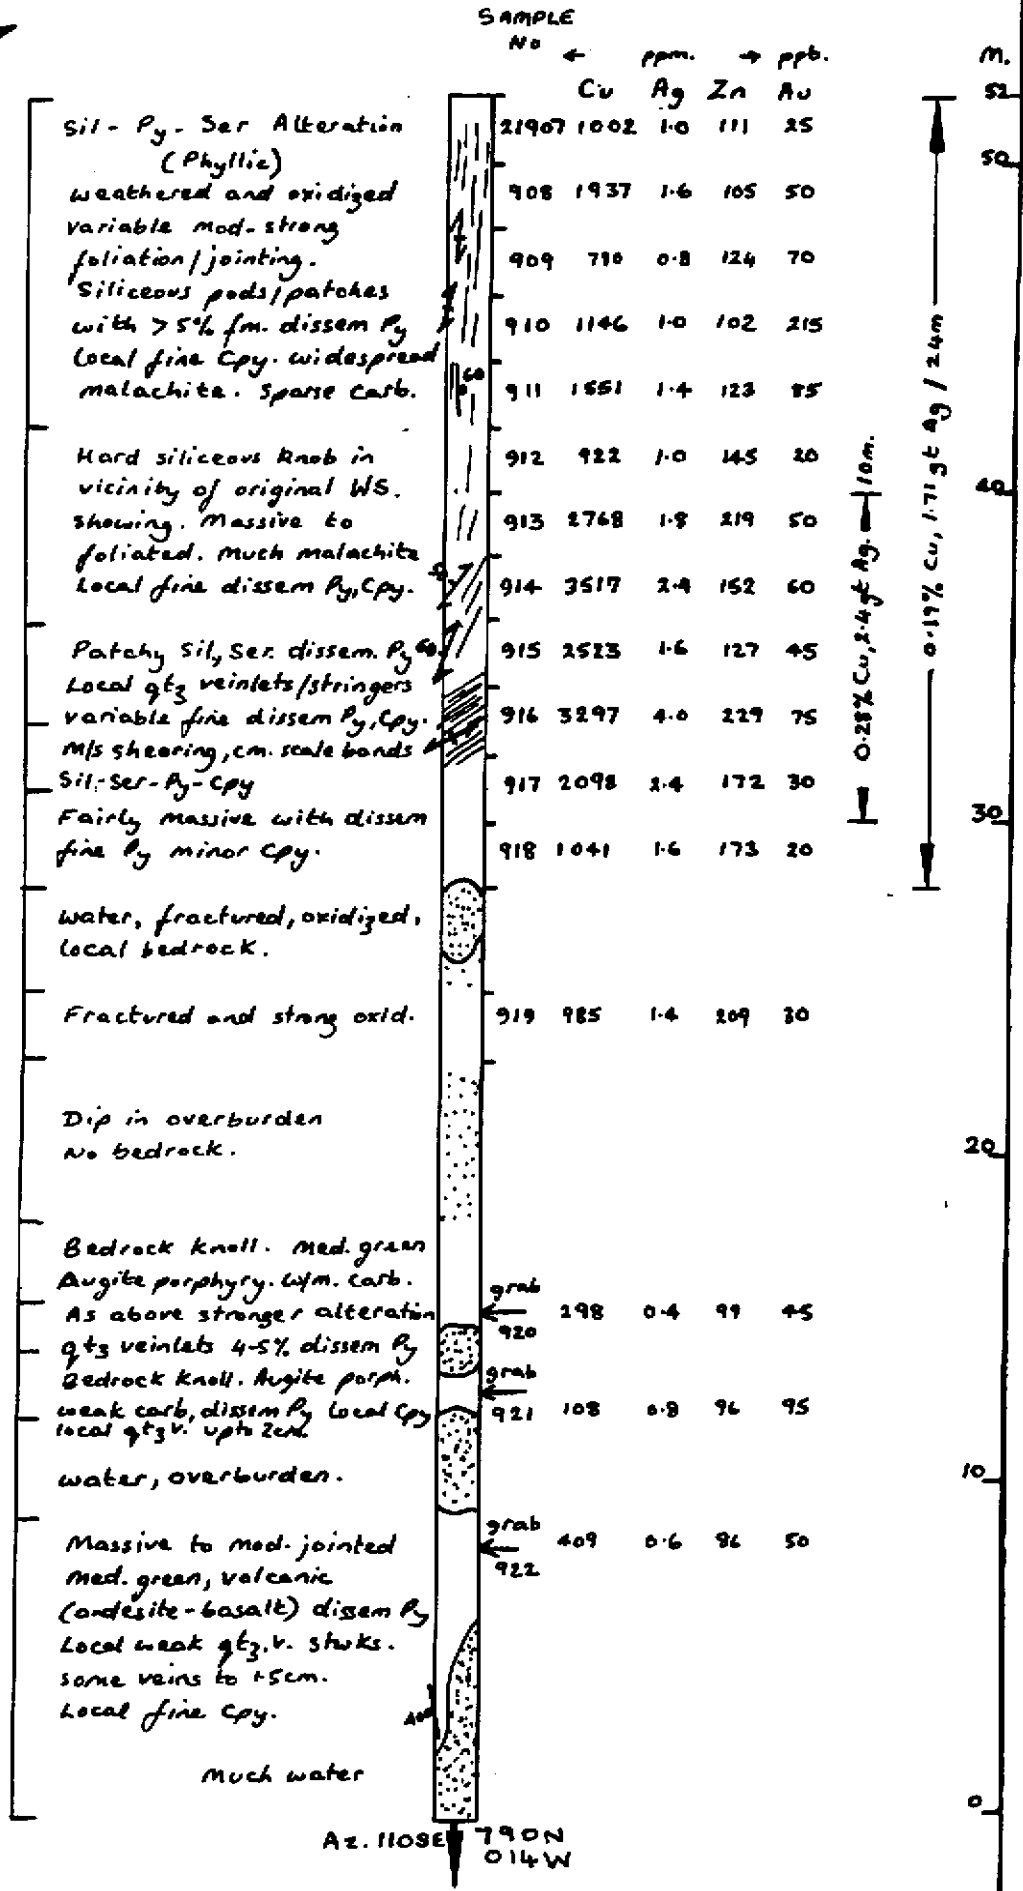 SAMPLE
No ← ppm. → ppb. M.
Cu Ag Zn Au 52
Sil-Py-Ser Alteration 21907 1002 1.0 111 25
(Phyllic) 50
weathered and oxidized 908 1937 1.6 105 50
variable mod-strong
foliation/jointing. 909 790 0.8 124 70
Siliceous pods/patches
with >5% fm. dissem Py 910 1146 1.0 102 215
Local fine Cpy. widespread
60
malachite. Sparse carb. 911 1551 1.4 123 85
0.19% Cu, 1.71 gt Ag / 24m
Hard siliceous knob in 912 922 1.0 145 20
vicinity of original WS. 40
showing. Massive to 913 2768 1.8 219 50
foliated. Much malachite
Local fine dissem Py, Cpy. 914 3517 2.4 152 60
0.28% Cu, 2.4 gt Ag. 10m.
Patchy Sil, Ser. dissem. Py 60 915 2523 1.6 127 45
Local qtz veinlets/stringers
variable fine dissem Py, Cpy. 916 3297 4.0 229 75
M/s shearing, cm. scale bands
Sil-Ser-Py-Cpy 917 2098 2.4 172 30
Fairly massive with dissem 30
fine Py minor Cpy. 918 1041 1.6 173 20
water, fractured, oxidized,
local bedrock.
Fractured and strong oxid. 919 985 1.4 209 30
Dip in overburden
No bedrock. 20
Bedrock Knoll. Med. green
Augite porphyry. w/m. carb.
grab
As above stronger alteration 298 0.4 99 45
920
qtz veinlets 4-5% dissem Py
Bedrock Knoll. Augite porph. grab
weak carb, dissem Py Local Cpy 921 108 0.8 96 95
local qtz v. upto 2cm.
water, overburden. 10
grab
Massive to mod. jointed 409 0.6 86 50
922
Med. green, volcanic
(andesite-basalt) dissem Py
Local weak qtz. v. stwks.
some veins to 15cm.
Local fine Cpy.
Much water
0
Az. 110SE 790N
014W